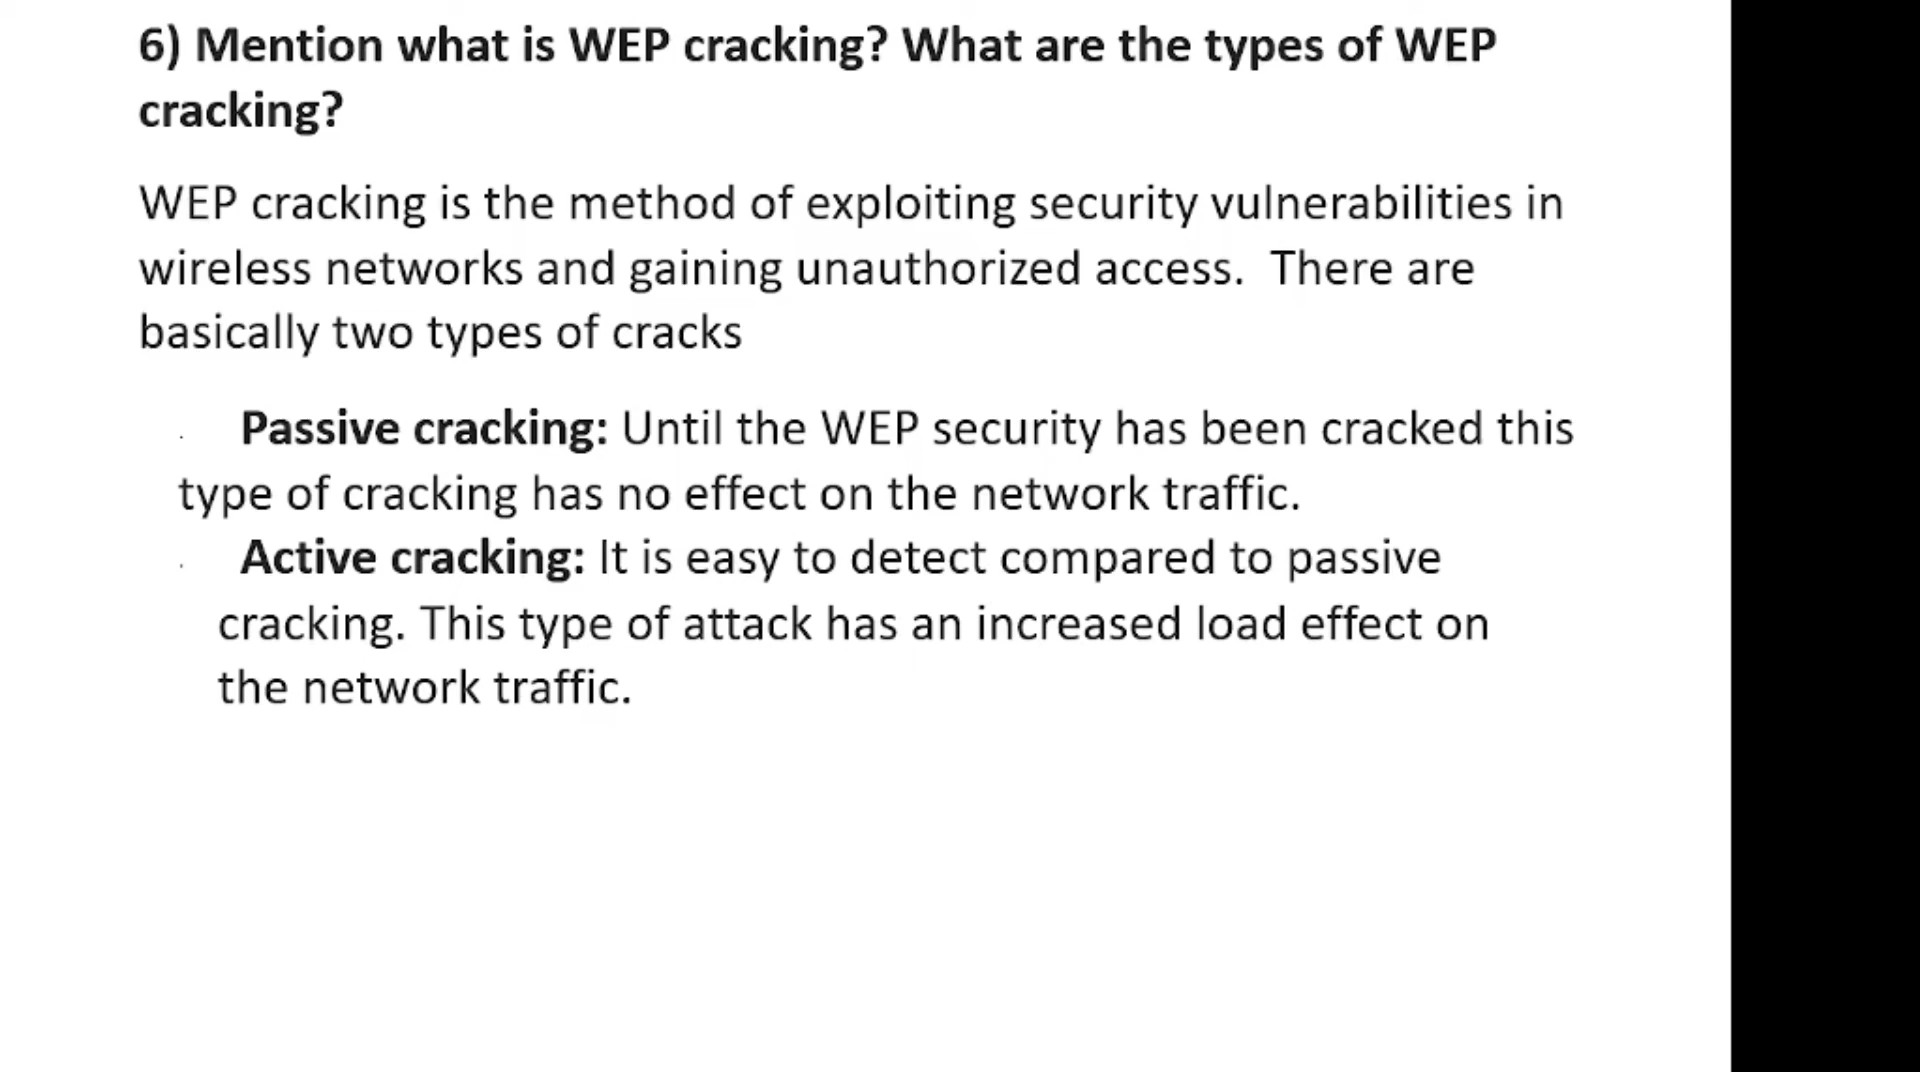 6) Mention what is WEP cracking? What are the types of WEP
cracking?
WEP cracking is the method of exploiting security vulnerabilities in
wireless networks and gaining unauthorized access.  There are
basically two types of cracks
· Passive cracking: Until the WEP security has been cracked this
type of cracking has no effect on the network traffic.
· Active cracking: It is easy to detect compared to passive
cracking. This type of attack has an increased load effect on
the network traffic.